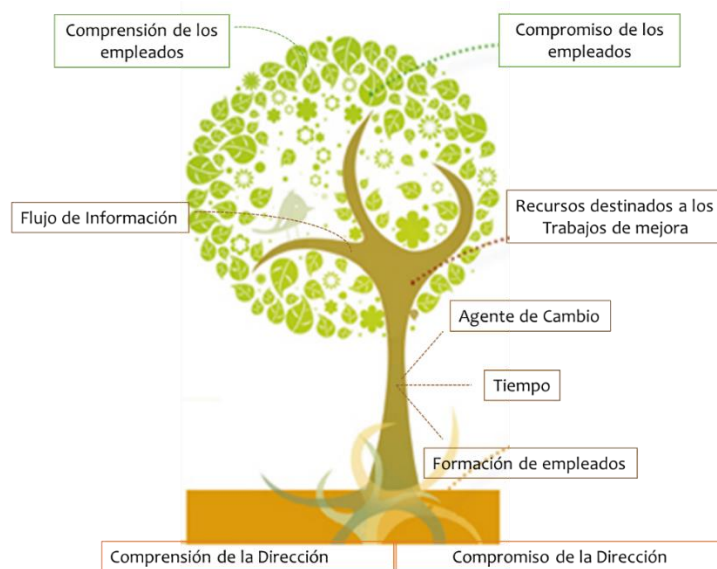 Comprensión de los
empleados
Compromiso de los
empleados
Flujo de Información
Recursos destinados a los
Trabajos de mejora
Agente de Cambio
Tiempo
Formación de empleados
Comprensión de la Dirección
Compromiso de la Dirección